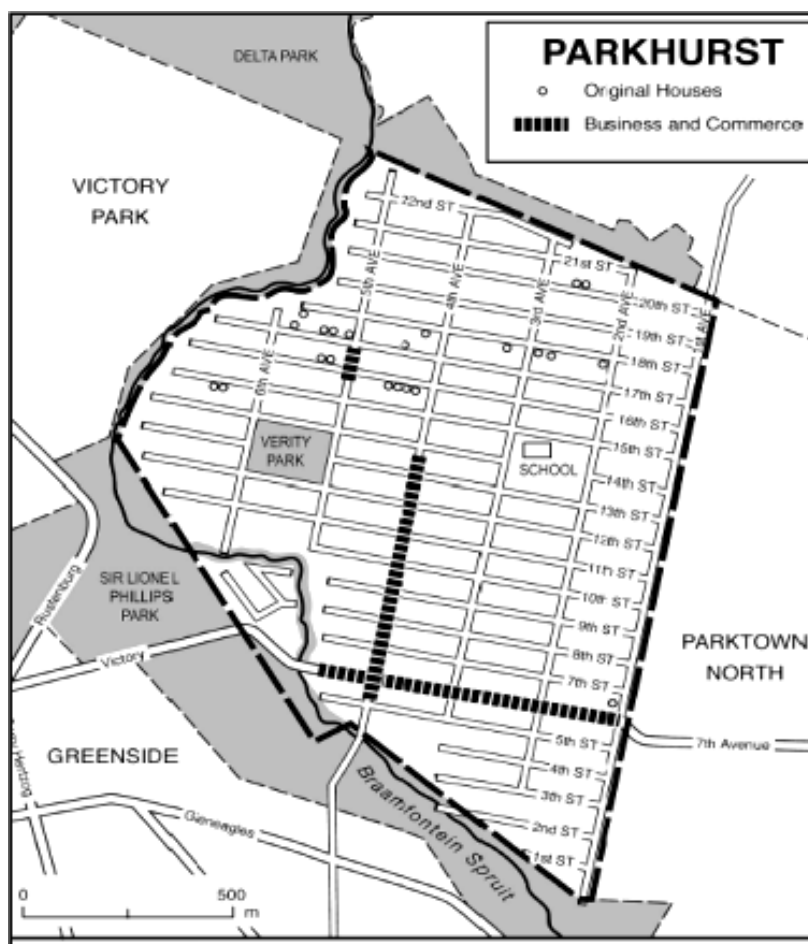 PARKHURST
Original Houses
Business and Commerce
DELTA PARK
VICTORY
PARK
22nd ST
21st ST
5th AVE
4th AVE
3rd AVE
2nd AVE
1st AVE
6th AVE
20th ST
19th ST
18th ST
17th ST
16th ST
15th ST
14th ST
13th ST
12th ST
11th ST
10th ST
9th ST
8th ST
7th ST
5th ST
4th ST
3th ST
2nd ST
1st ST
VERITY
PARK
SCHOOL
SIR LIONEL
PHILLIPS
PARK
Rustenburg
Victory
PARKTOWN
NORTH
7th Avenue
GREENSIDE
Gleneagles
Braamfontein Spruit
0
500
m